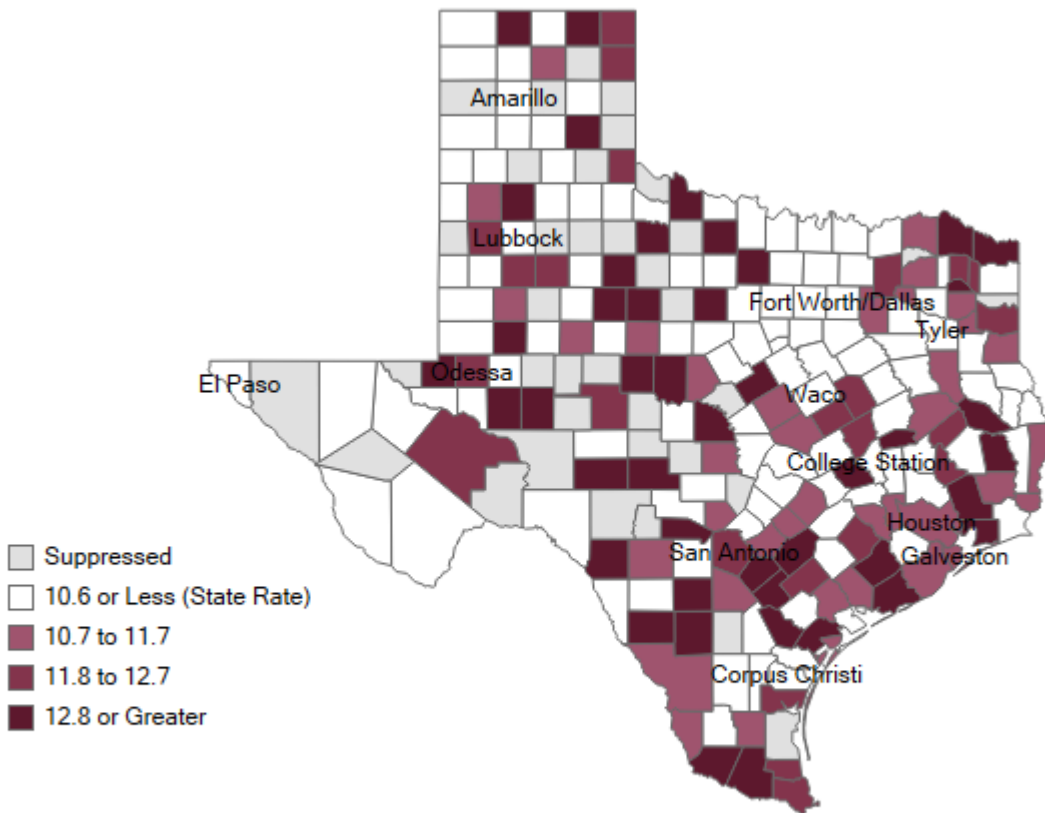 Amarillo
Lubbock
Fort Worth/Dallas
Tyler
El Paso
Odessa
Waco
College Station
Houston
San Antonio
Galveston
Corpus Christi
Suppressed
10.6 or Less (State Rate)
10.7 to 11.7
11.8 to 12.7
12.8 or Greater